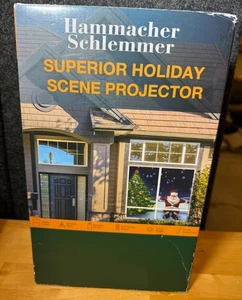 Hammacher
Schlemmer
SUPERIOR HOLIDAY
SCENE PROJECTOR